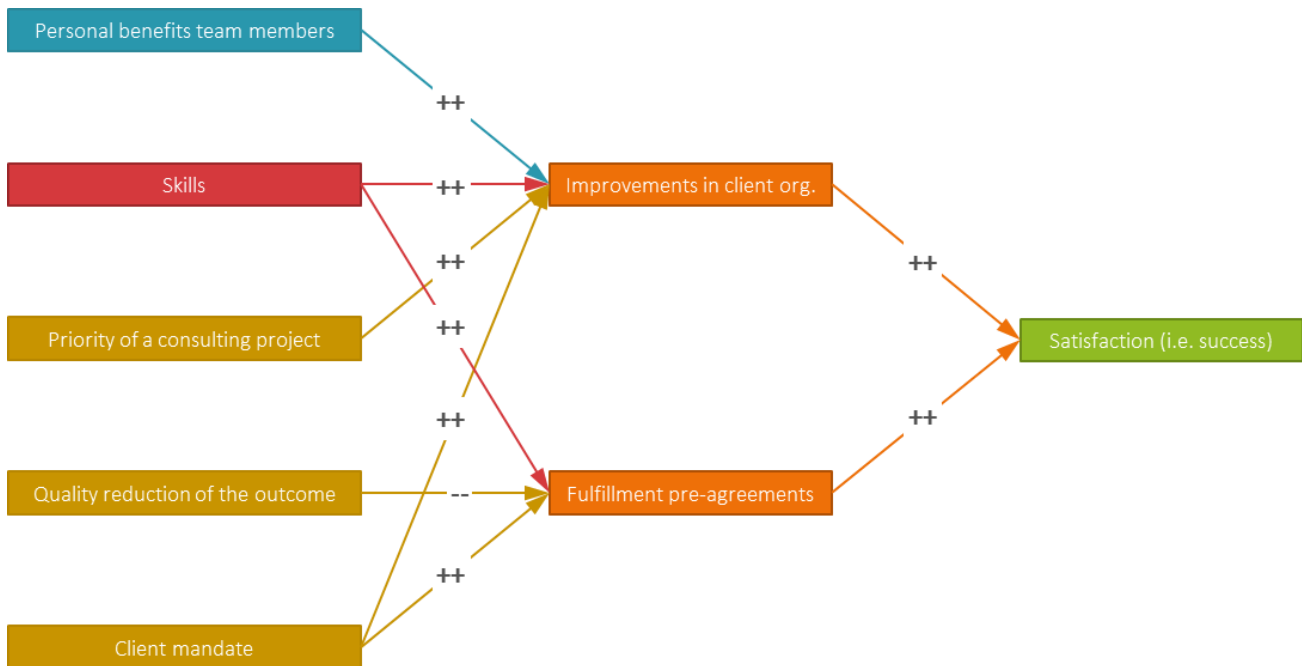 Personal benefits team members
++
Skills
++
Improvements in client org.
++
++
Priority of a consulting project
++
Satisfaction (i.e. success)
++
++
Quality reduction of the outcome
--
Fulfillment pre-agreements
++
Client mandate